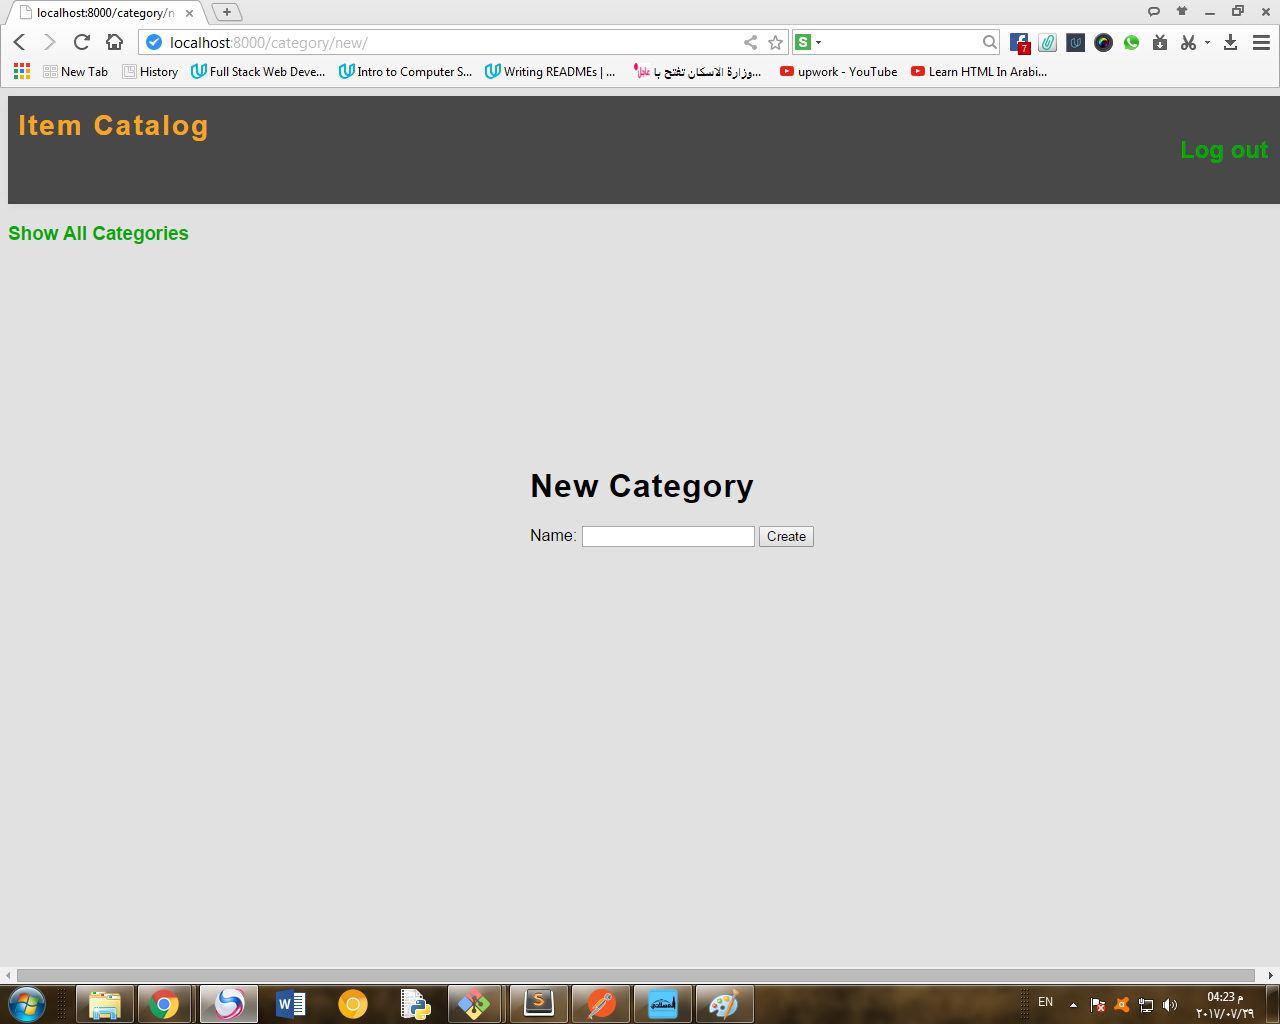 localhost:8000/category/n
localhost:8000/category/new/
S
7
New Tab
History
Full Stack Web Deve...
Intro to Computer S...
Writing READMEs | ...
وزارة الاسكان تفتح با...
upwork - YouTube
Learn HTML In Arabi...
Item Catalog
Log out
Show All Categories
New Category
Name:
Create
EN
04:23 م
٢٠١٧/٠٧/٢٩